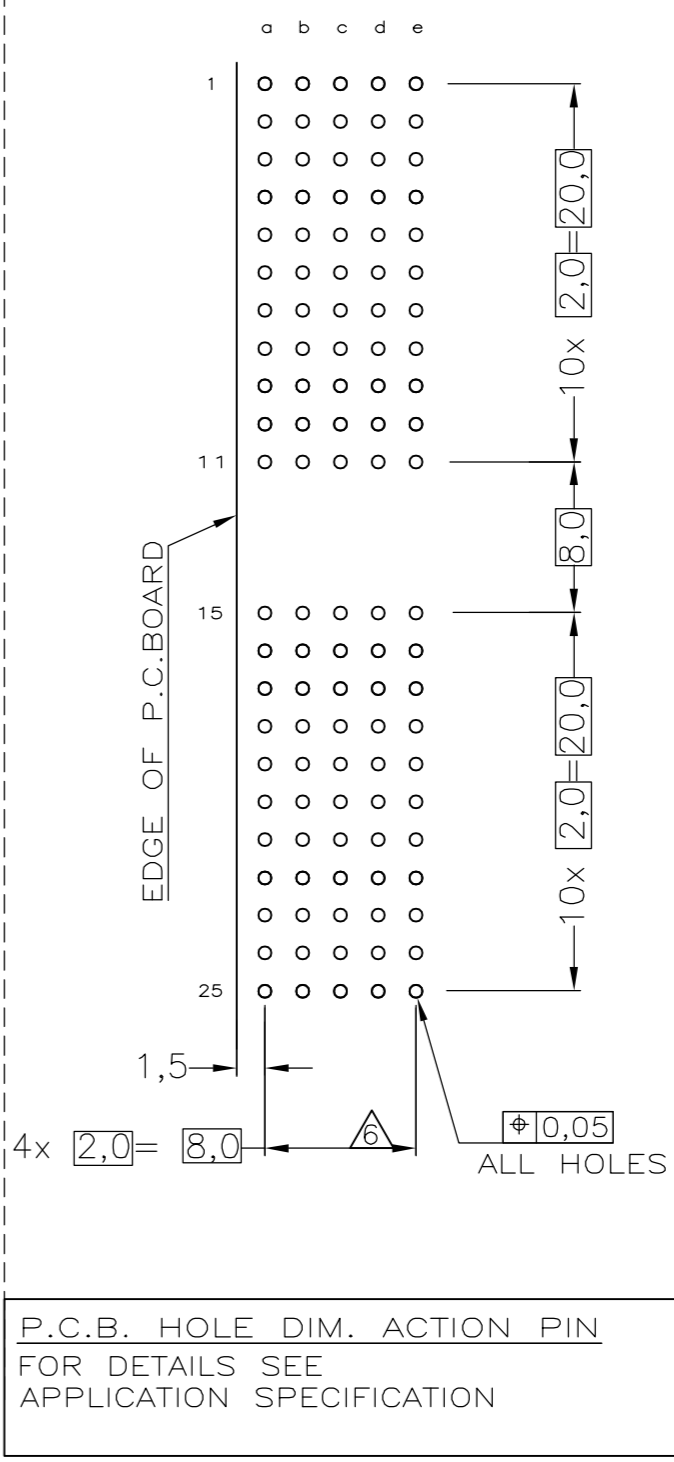 a b c d e
1
10x 2,0=20,0
11
8,0
EDGE OF P.C.BOARD
15
10x 2,0=20,0
25
1,5
4x 2,0= 8,0
6
⌖ 0,05
ALL HOLES
P.C.B. HOLE DIM. ACTION PIN
FOR DETAILS SEE
APPLICATION SPECIFICATION